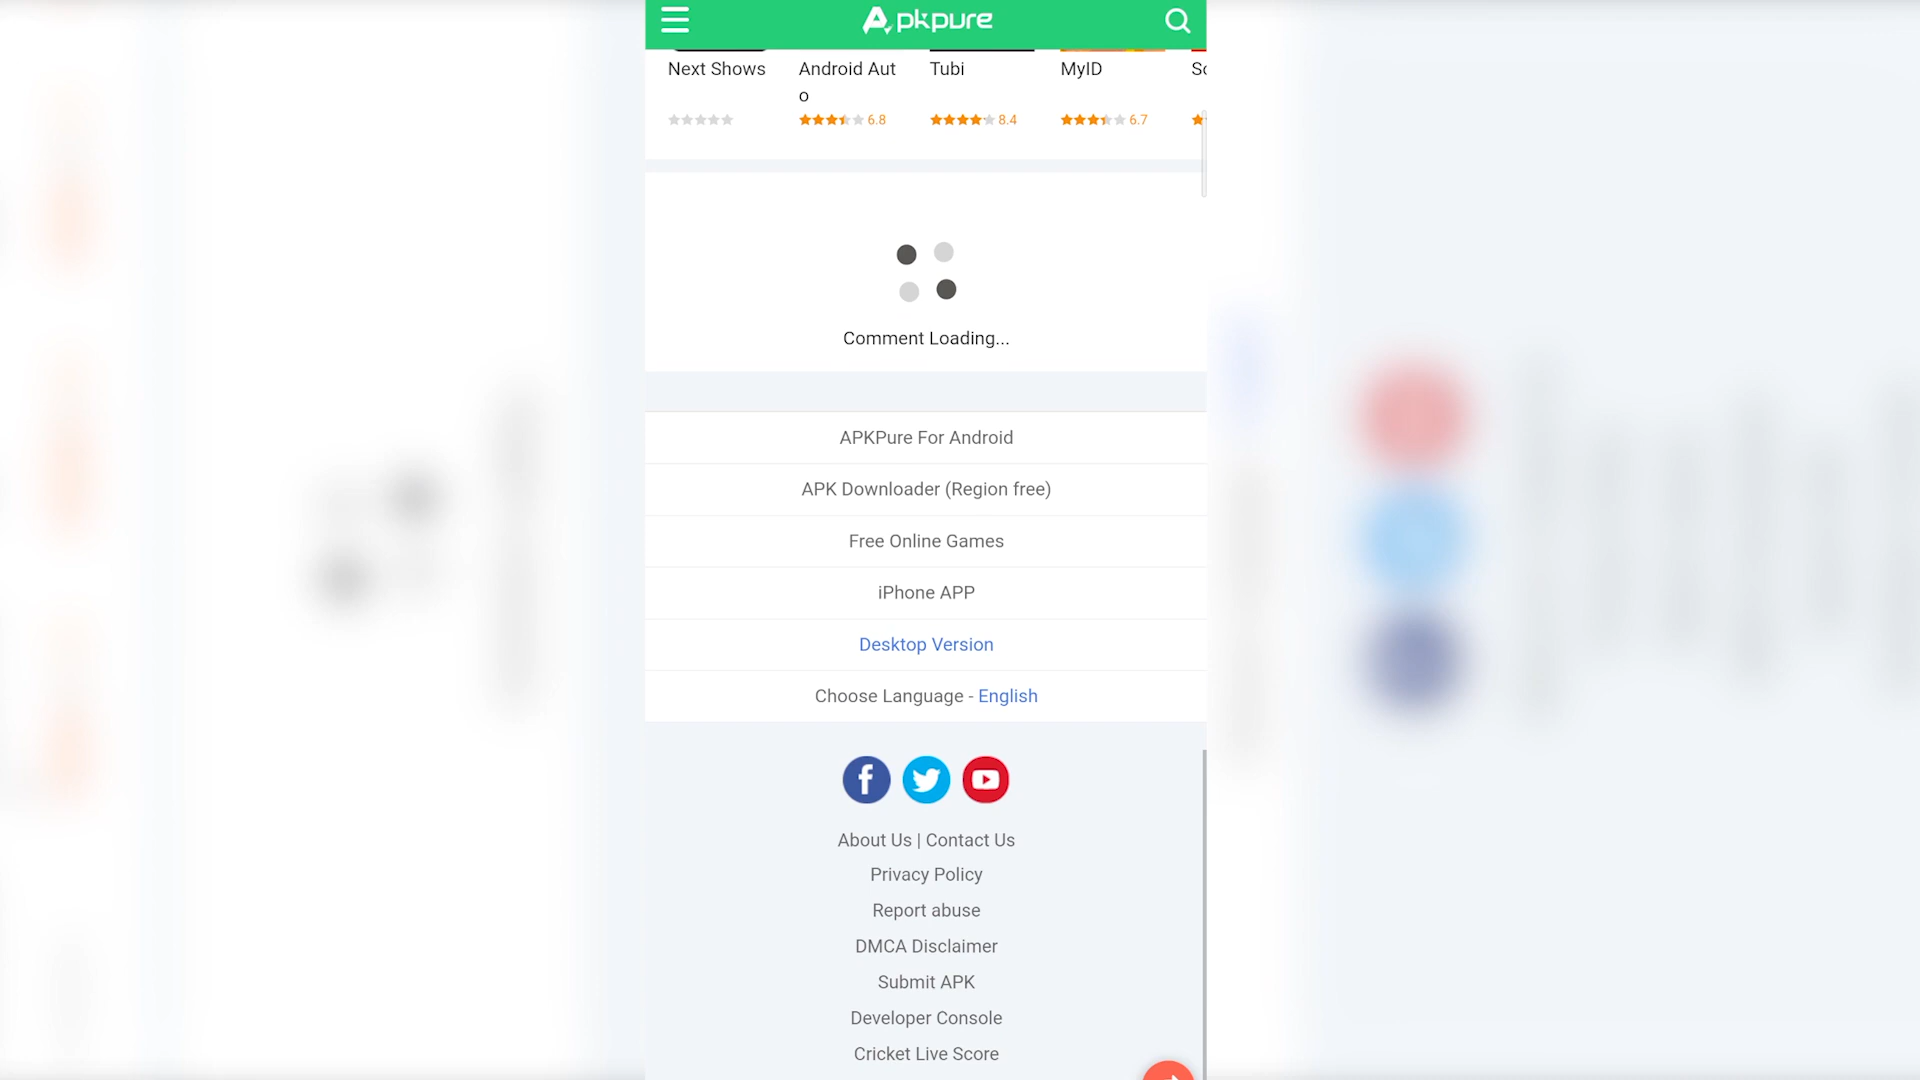 Apkpure
Next Shows
Android Aut
o
Tubi
MyID
6.8
8.4
6.7
Comment Loading...
APKPure For Android
APK Downloader (Region free)
Free Online Games
iPhone APP
Desktop Version
Choose Language - English
About Us | Contact Us
Privacy Policy
Report abuse
DMCA Disclaimer
Submit APK
Developer Console
Cricket Live Score